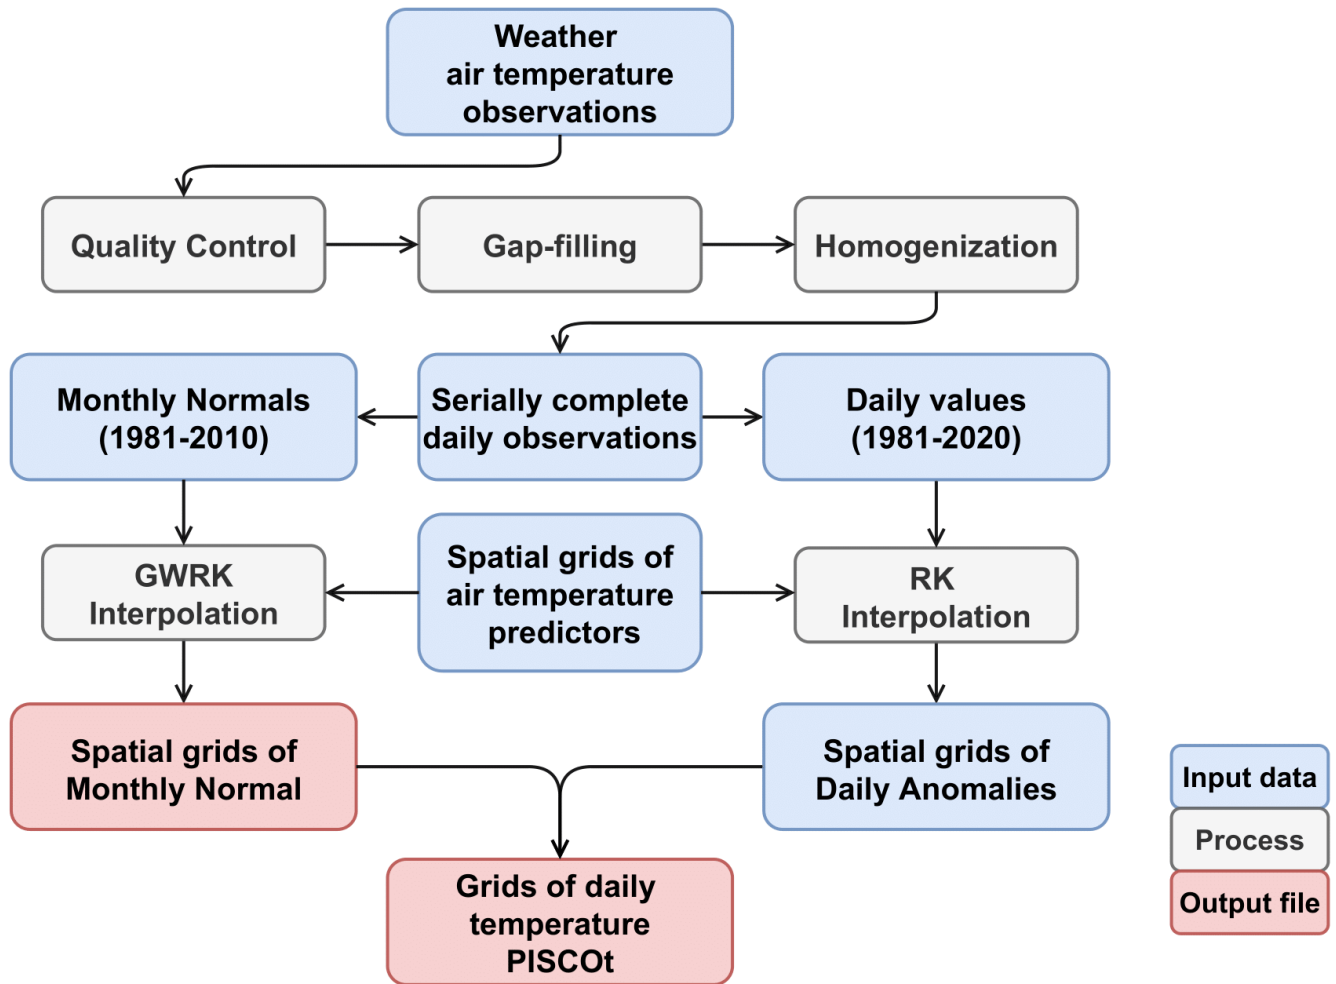 Weather
air temperature
observations
Quality Control
Gap-filling
Homogenization
Monthly Normals
(1981-2010)
Serially complete
daily observations
Daily values
(1981-2020)
GWRK
Interpolation
Spatial grids of
air temperature
predictors
RK
Interpolation
Spatial grids of
Monthly Normal
Spatial grids of
Daily Anomalies
Grids of daily
temperature
PISCOt
Input data
Process
Output file